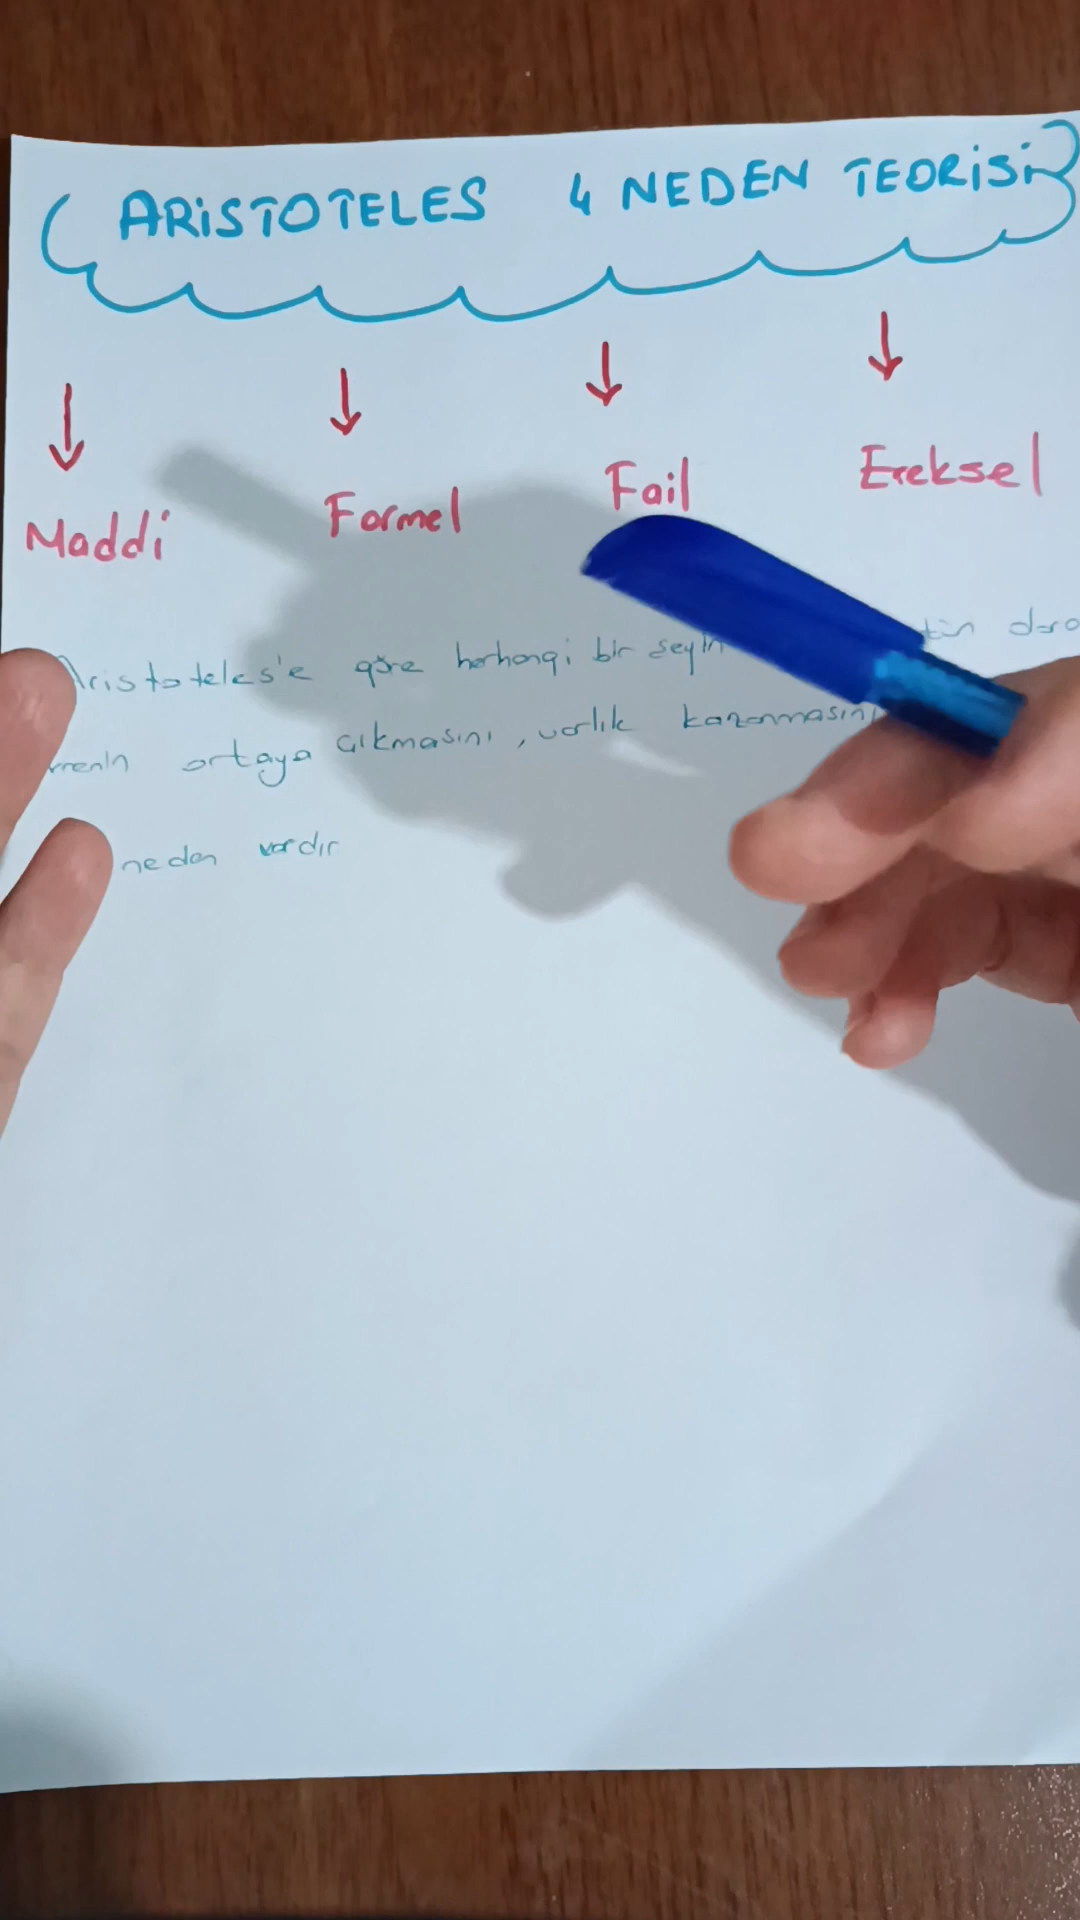 ARiSTOTELES 4 NEDEN TEORiSi
Maddi Formel Fail Ereksel
Aristoteles'e göre herhangi bir şeyin
ortaya çıkmasını, varlık kazanmasını
neden vardır